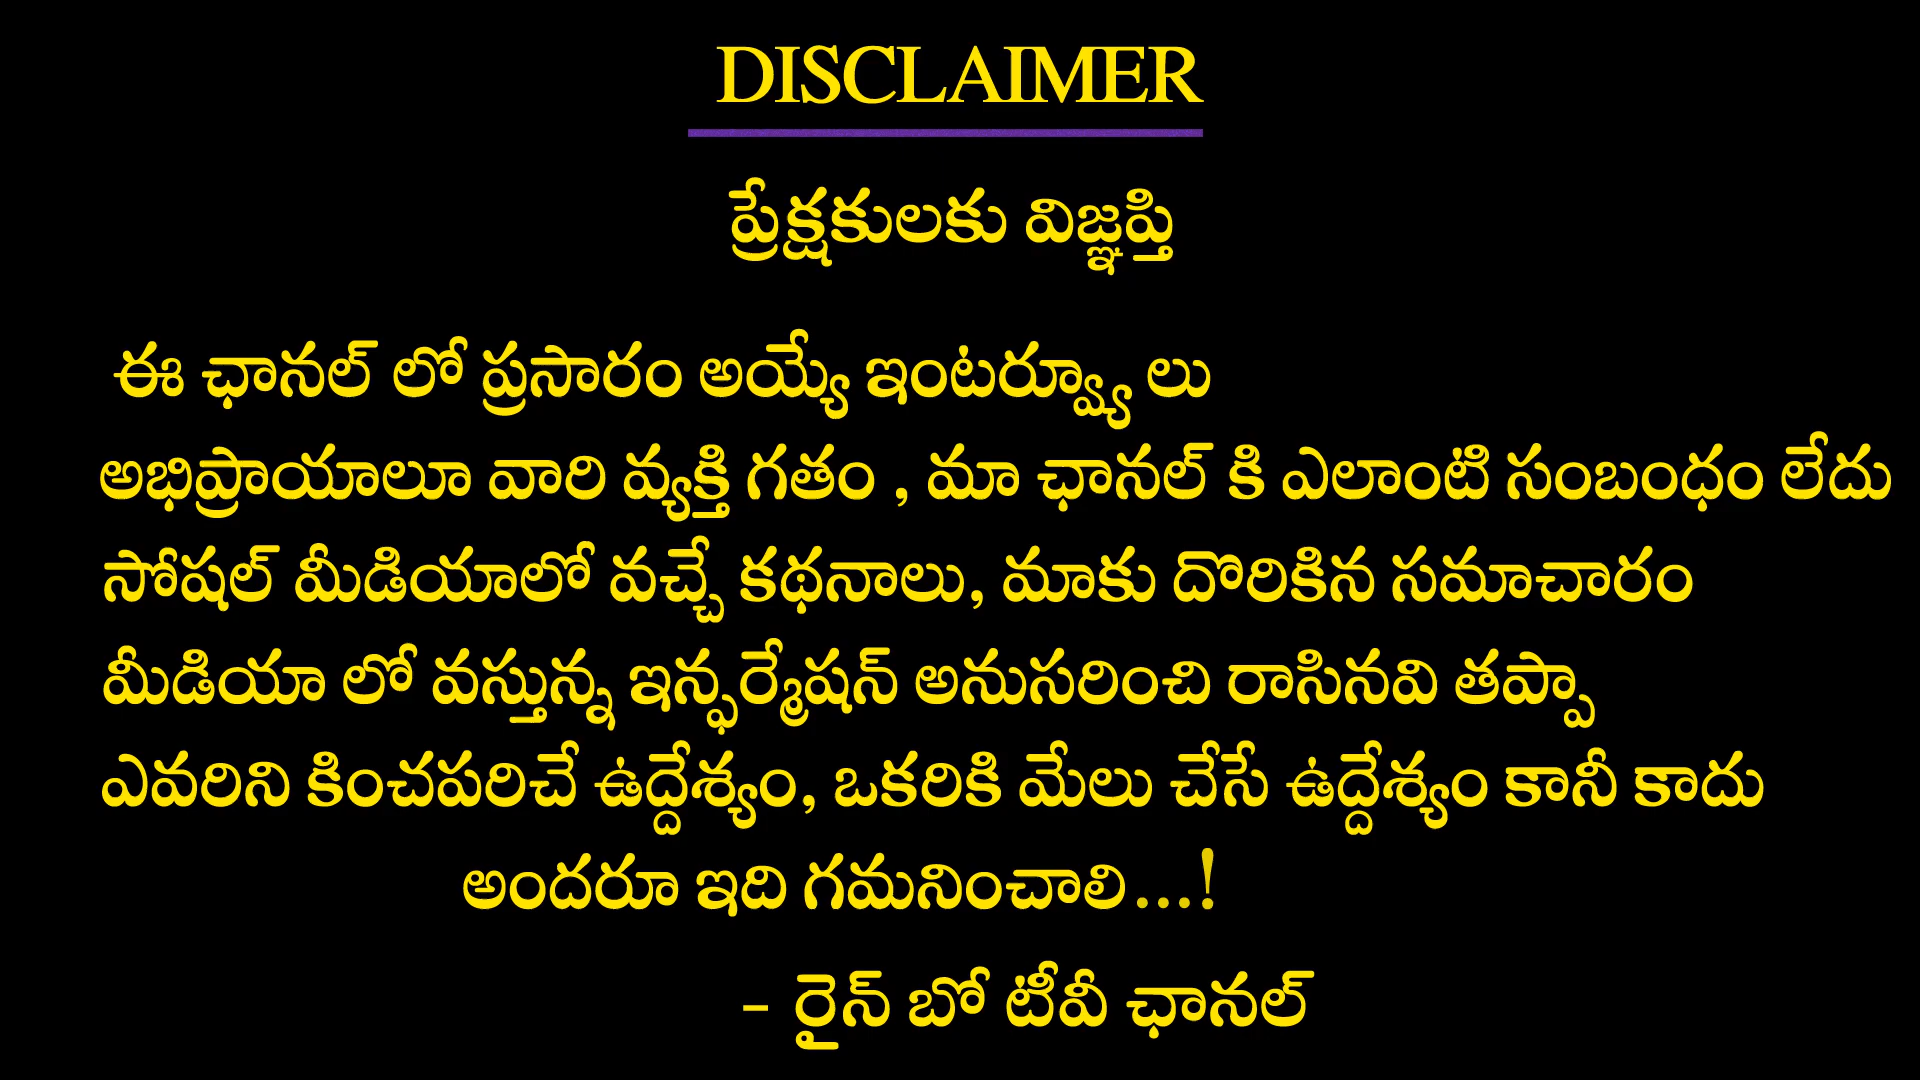 DISCLAIMER
ప్రేక్షకులకు విజ్ఞప్తి
ఈ ఛానల్ లో ప్రసారం అయ్యే ఇంటర్వ్యూ లు
అభిప్రాయాలూ వారి వ్యక్తి గతం , మా ఛానల్ కి ఎలాంటి సంబంధం లేదు
సోషల్ మీడియాలో వచ్చే కథనాలు, మాకు దొరికిన సమాచారం
మీడియా లో వస్తున్న ఇన్ఫర్మేషన్ అనుసరించి రాసినవి తప్పా
ఎవరిని కించపరిచే ఉద్దేశ్యం, ఒకరికి మేలు చేసే ఉద్దేశ్యం కానీ కాదు
అందరూ ఇది గమనించాలి...!
- రైన్ బో టీవీ ఛానల్